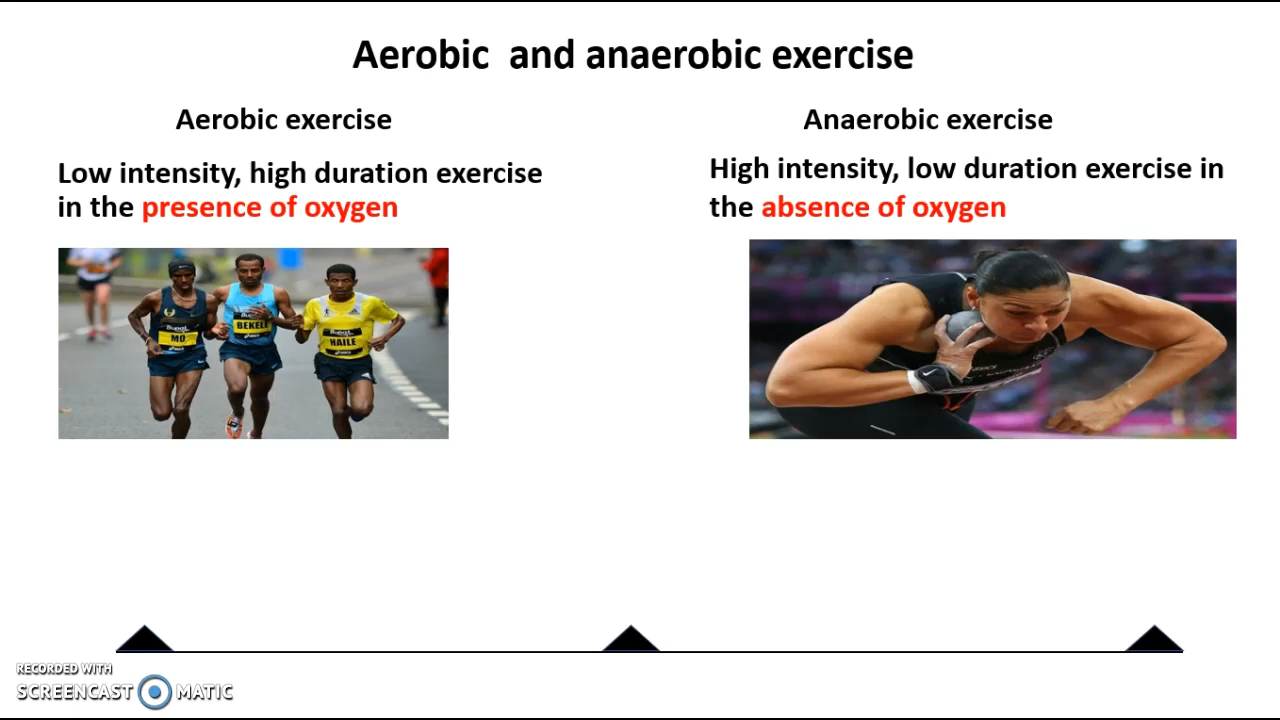 Aerobic  and anaerobic exercise
Aerobic exercise
Low intensity, high duration exercise
in the presence of oxygen
Anaerobic exercise
High intensity, low duration exercise in
the absence of oxygen
MO
BEKELE
HAILE
RECORDED WITH
SCREENCAST MATIC